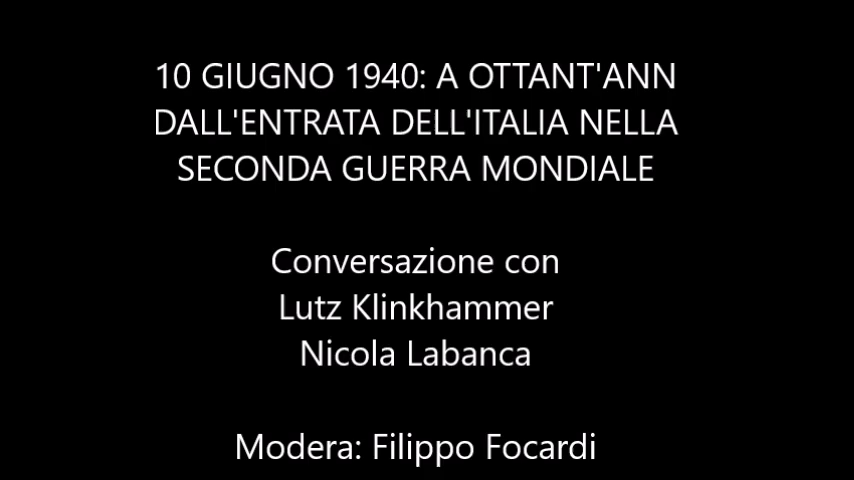 10 GIUGNO 1940: A OTTANT'ANN
DALL'ENTRATA DELL'ITALIA NELLA
SECONDA GUERRA MONDIALE
Conversazione con
Lutz Klinkhammer
Nicola Labanca
Modera: Filippo Focardi